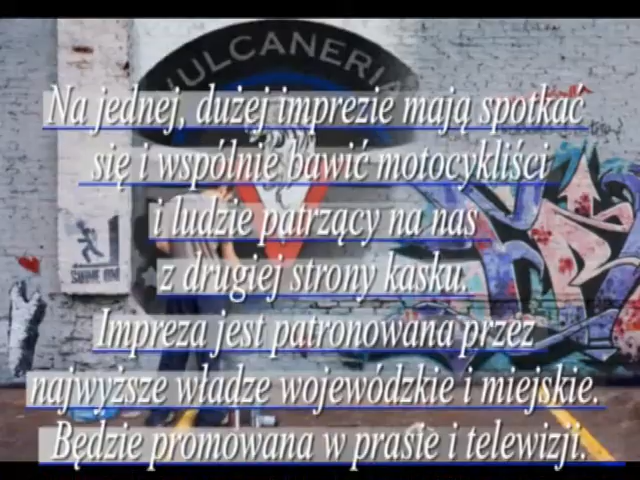 VULCANERIA
Na jednej, dużej imprezie mają spotkać
się i wspólnie bawić motocykliści
i ludzie patrzący na nas
z drugiej strony kasku.
Impreza jest patronowana przez
najwyższe władze wojewódzkie i miejskie.
Będzie promowana w prasie i telewizji.